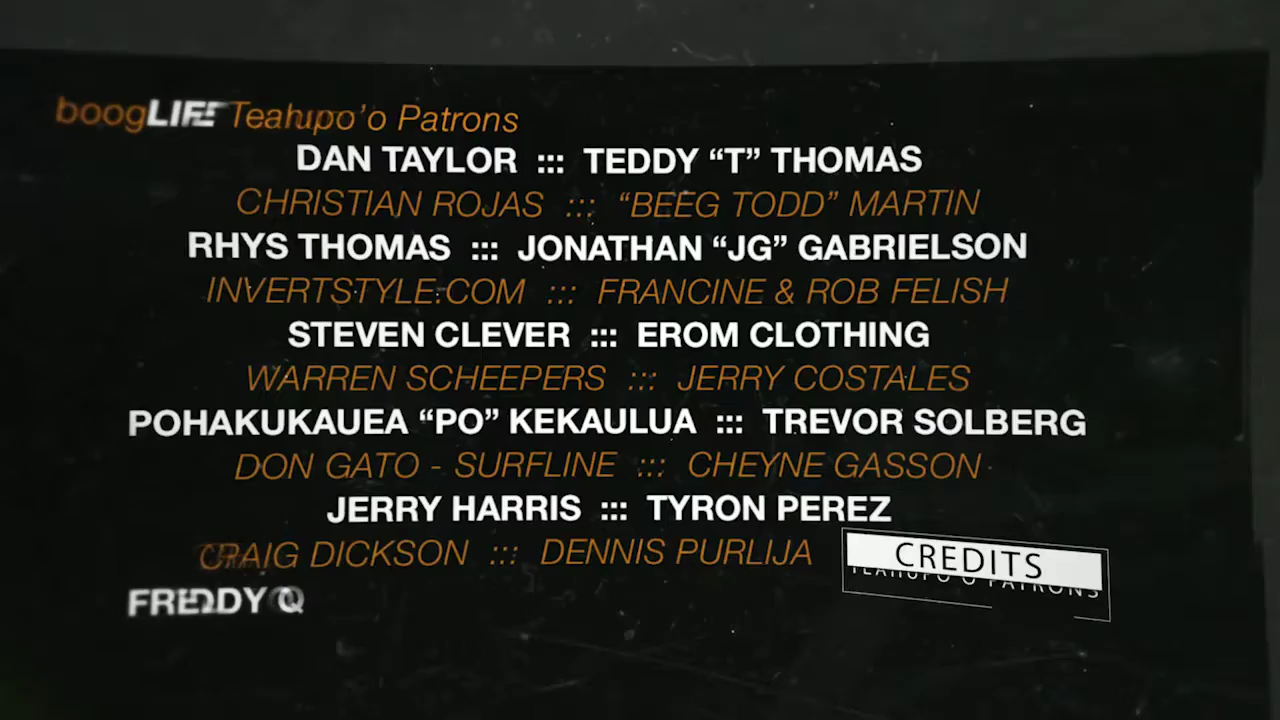 boogLIFE Teahupo'o Patrons
DAN TAYLOR ::: TEDDY “T” THOMAS
CHRISTIAN ROJAS ::: “BEEG TODD” MARTIN
RHYS THOMAS ::: JONATHAN “JG” GABRIELSON
INVERTSTYLE.COM ::: FRANCINE & ROB FELISH
STEVEN CLEVER ::: EROM CLOTHING
WARREN SCHEEPERS ::: JERRY COSTALES
POHAKUKAUEA “PO” KEKAULUA ::: TREVOR SOLBERG
DON GATO - SURFLINE ::: CHEYNE GASSON
JERRY HARRIS ::: TYRON PEREZ
CRAIG DICKSON ::: DENNIS PURLIJA
FREDDY Q
CREDITS
TEAHUPO'O PATRONS